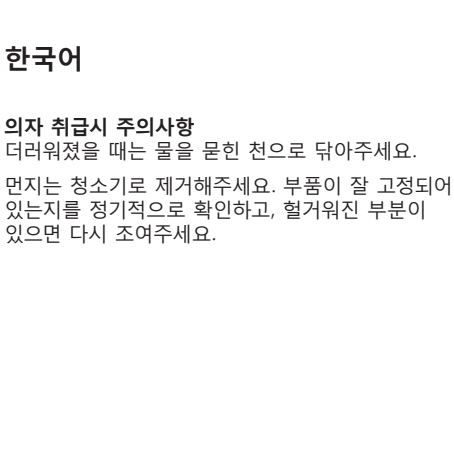 한국어
의자 취급시 주의사항
더러워졌을 때는 물을 묻힌 천으로 닦아주세요.
먼지는 청소기로 제거해주세요. 부품이 잘 고정되어
있는지를 정기적으로 확인하고, 헐거워진 부분이
있으면 다시 조여주세요.